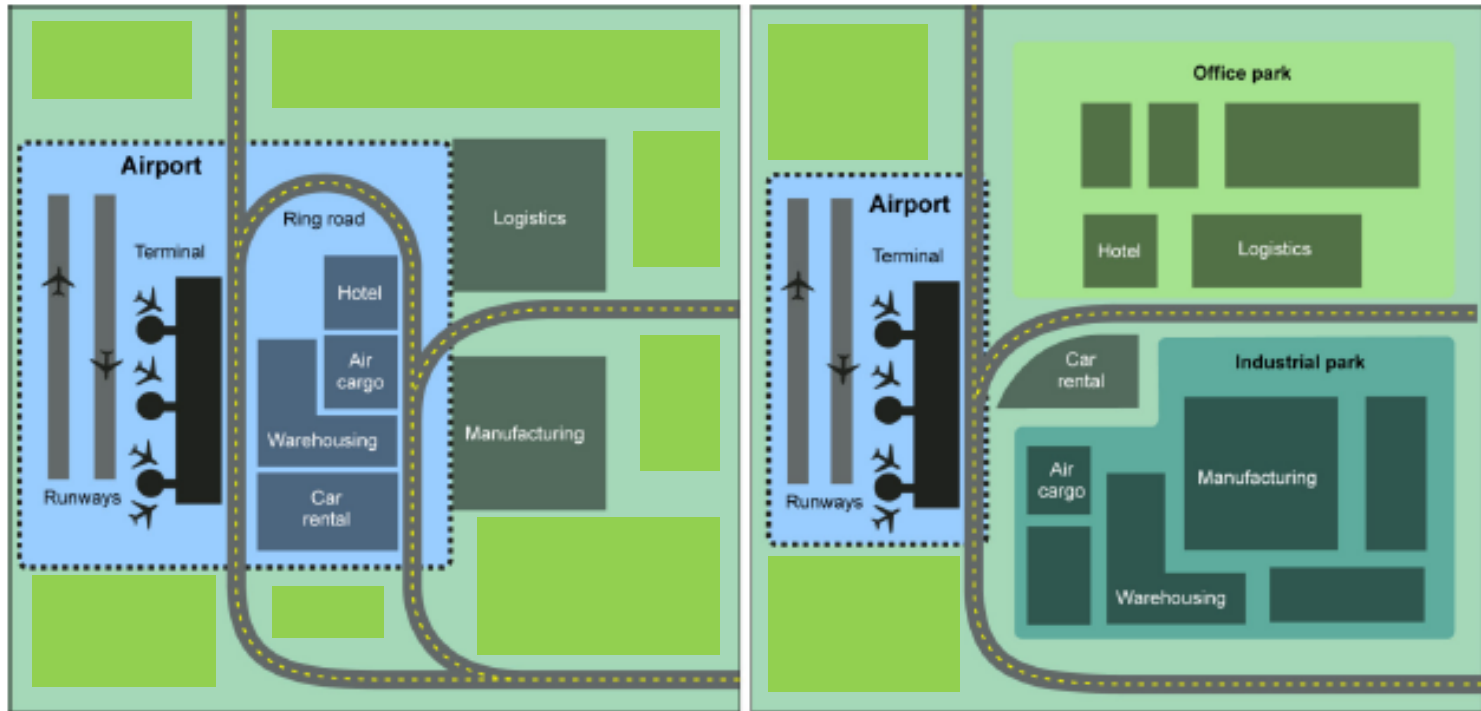 Airport
Ring road
Terminal
Logistics
Hotel
Air
cargo
Warehousing
Manufacturing
Runways
Car
rental
Office park
Airport
Terminal
Hotel
Logistics
Car
rental
Industrial park
Air
cargo
Manufacturing
Runways
Warehousing